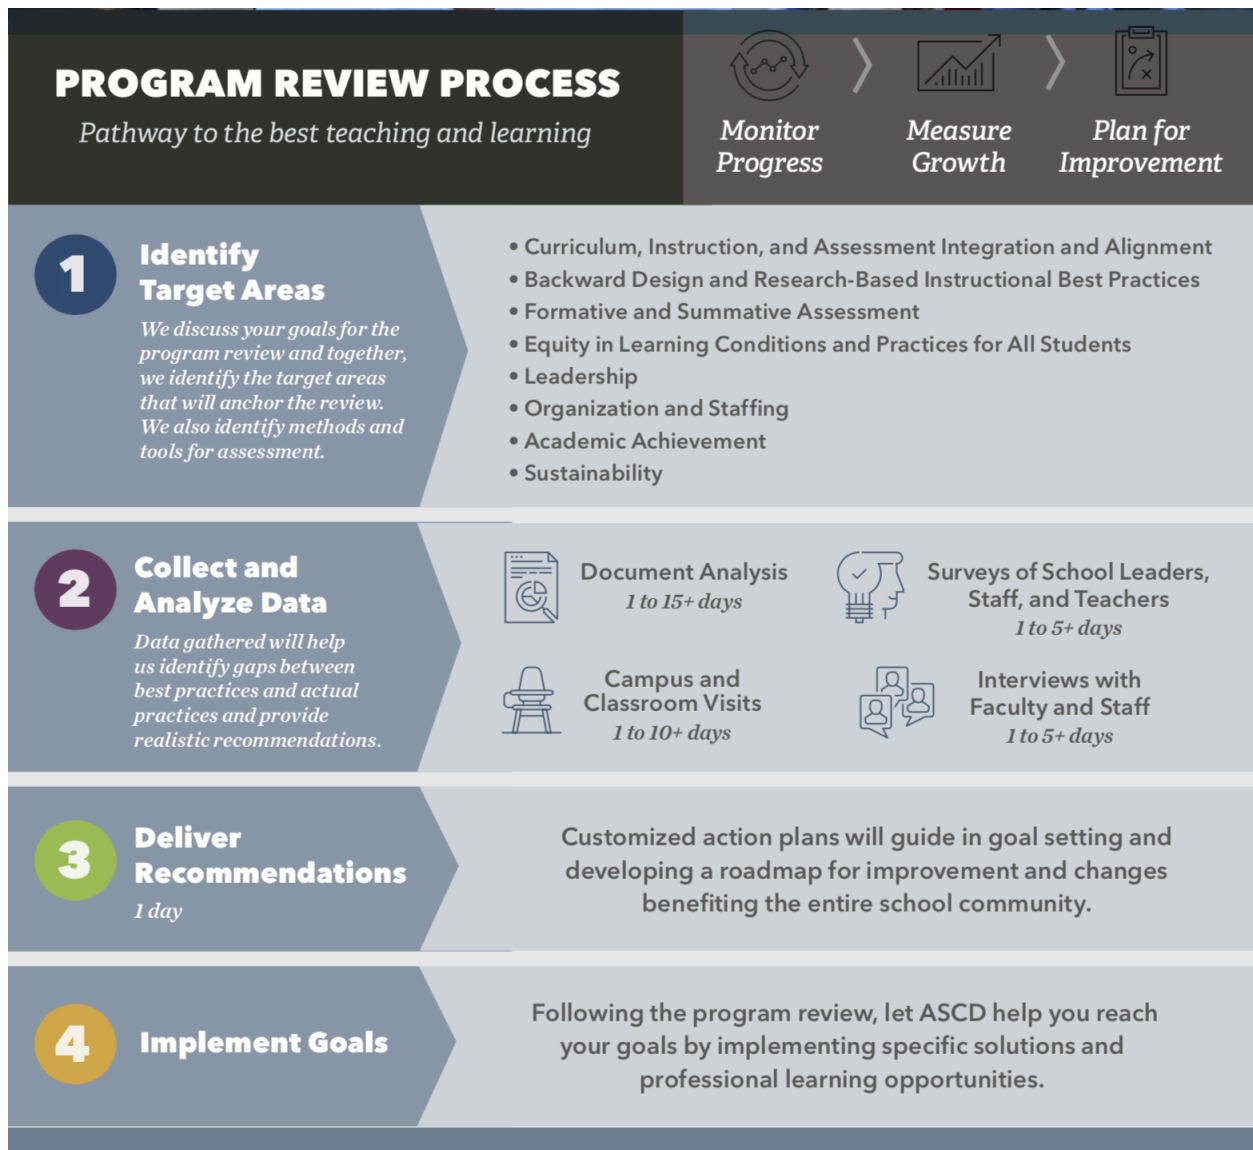 PROGRAM REVIEW PROCESS
Pathway to the best teaching and learning
Monitor
Progress
Measure
Growth
Plan for
Improvement
1
Identify
Target Areas
We discuss your goals for the
program review and together,
we identify the target areas
that will anchor the review.
We also identify methods and
tools for assessment.
• Curriculum, Instruction, and Assessment Integration and Alignment
• Backward Design and Research-Based Instructional Best Practices
• Formative and Summative Assessment
• Equity in Learning Conditions and Practices for All Students
• Leadership
• Organization and Staffing
• Academic Achievement
• Sustainability
2
Collect and
Analyze Data
Data gathered will help
us identify gaps between
best practices and actual
practices and provide
realistic recommendations.
Document Analysis
1 to 15+ days
Surveys of School Leaders,
Staff, and Teachers
1 to 5+ days
Campus and
Classroom Visits
1 to 10+ days
Interviews with
Faculty and Staff
1 to 5+ days
3
Deliver
Recommendations
1 day
Customized action plans will guide in goal setting and
developing a roadmap for improvement and changes
benefiting the entire school community.
4
Implement Goals
Following the program review, let ASCD help you reach
your goals by implementing specific solutions and
professional learning opportunities.